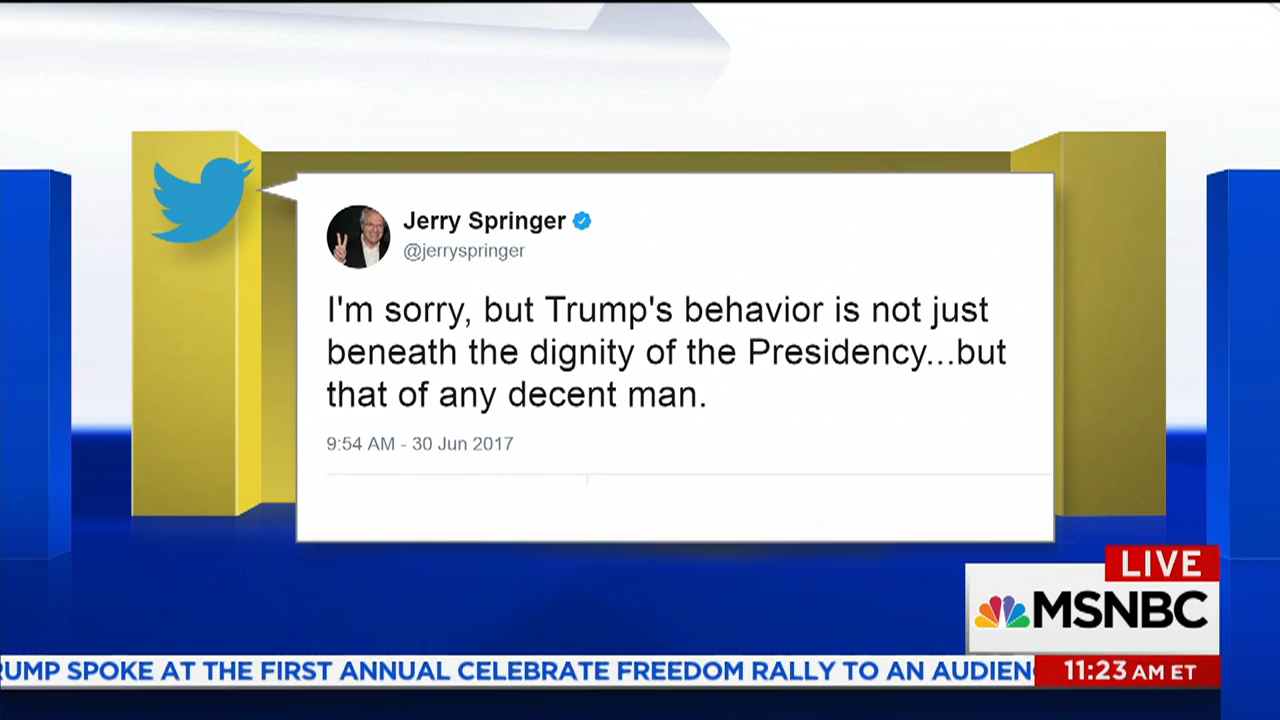 Jerry Springer
@jerryspringer
I'm sorry, but Trump's behavior is not just
beneath the dignity of the Presidency...but
that of any decent man.
9:54 AM - 30 Jun 2017
LIVE
MSNBC
RUMP SPOKE AT THE FIRST ANNUAL CELEBRATE FREEDOM RALLY TO AN AUDIEN
11:23 AM ET